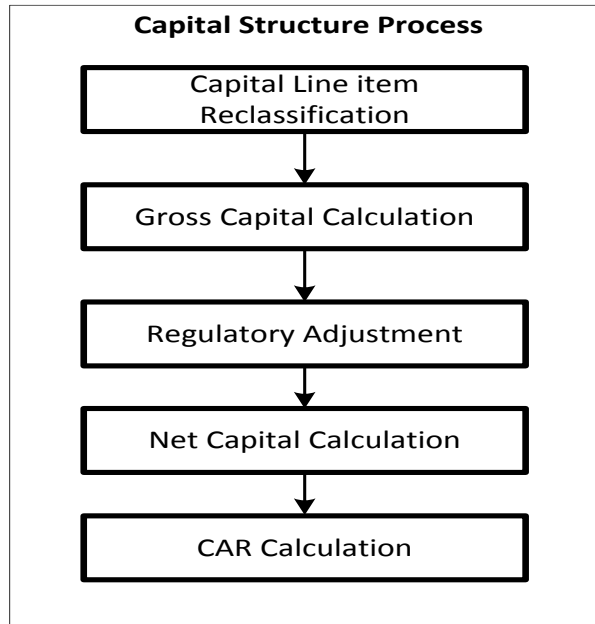 Capital Structure Process
Capital Line item
Reclassification
Gross Capital Calculation
Regulatory Adjustment
Net Capital Calculation
CAR Calculation